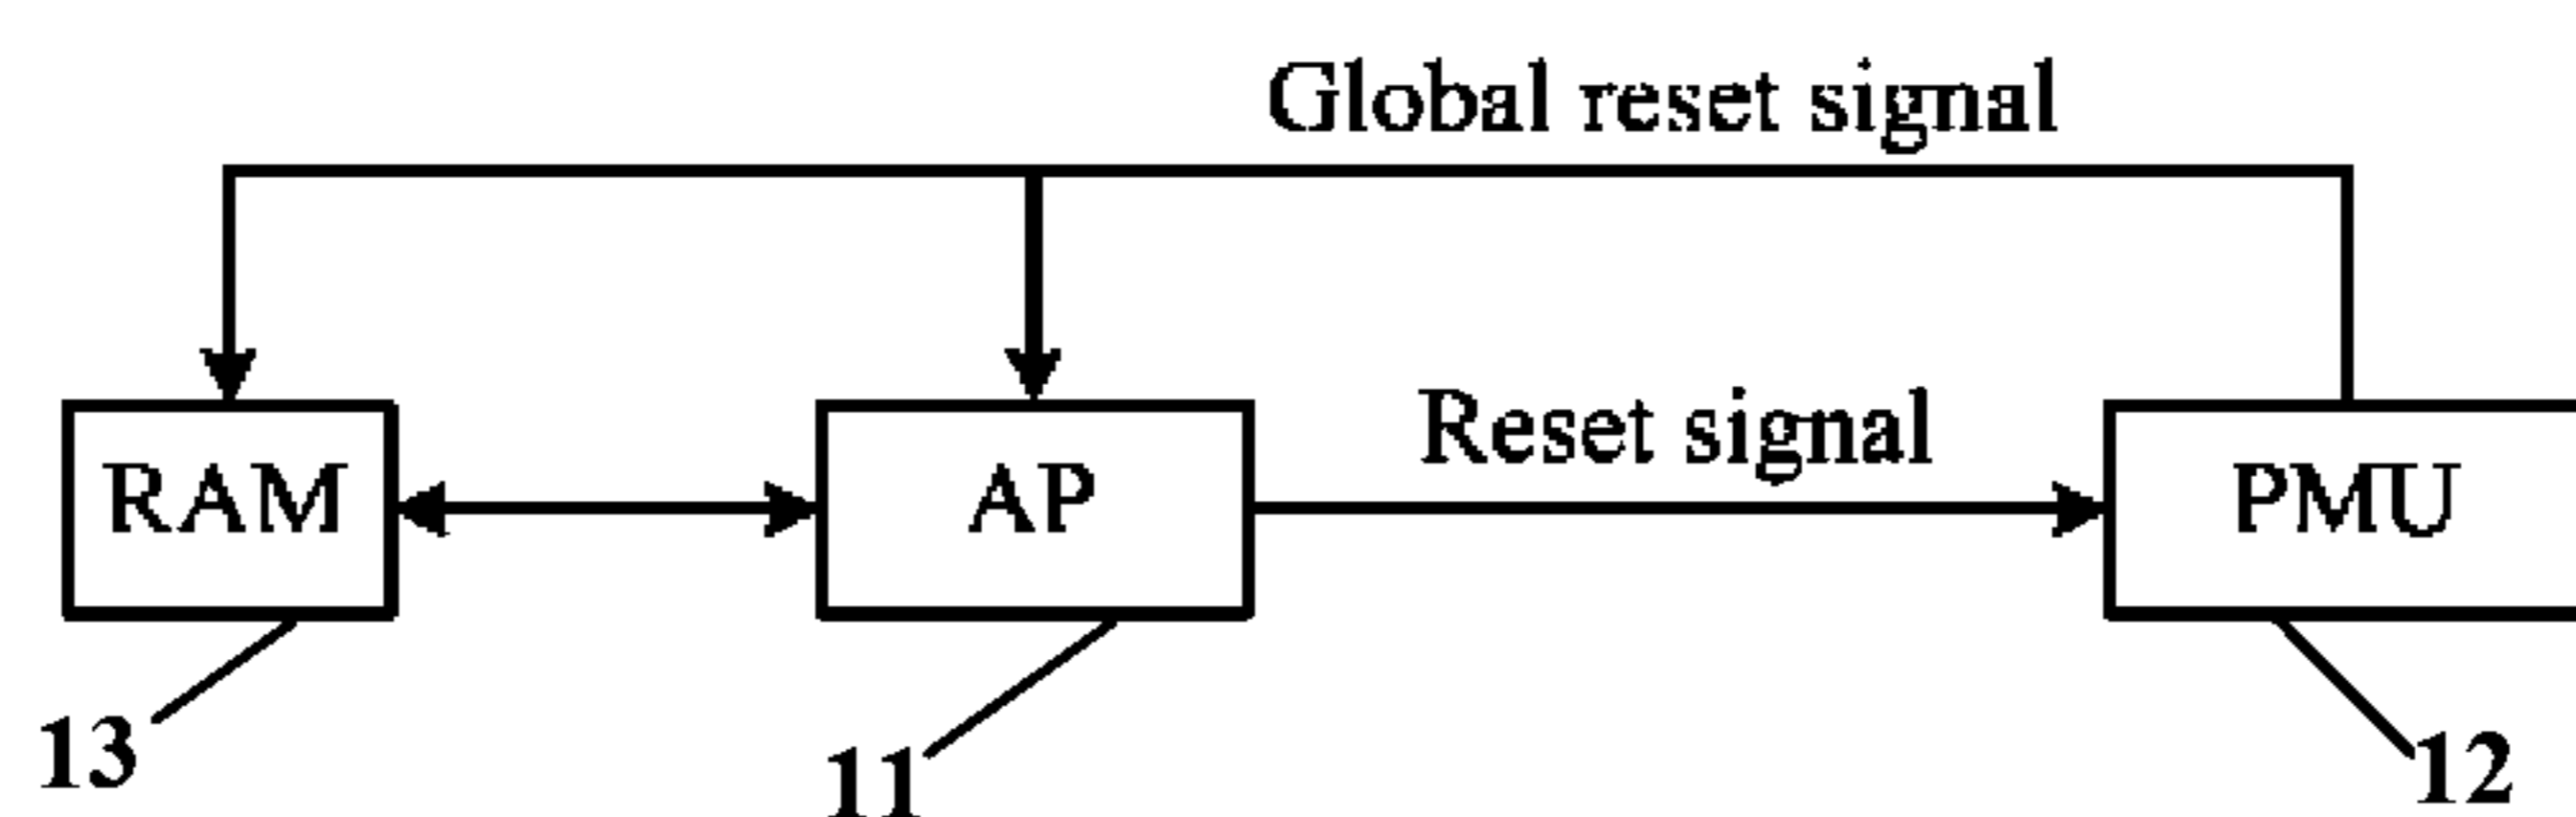 Global reset signal
Reset signal
RAM
AP
PMU
13
11
12